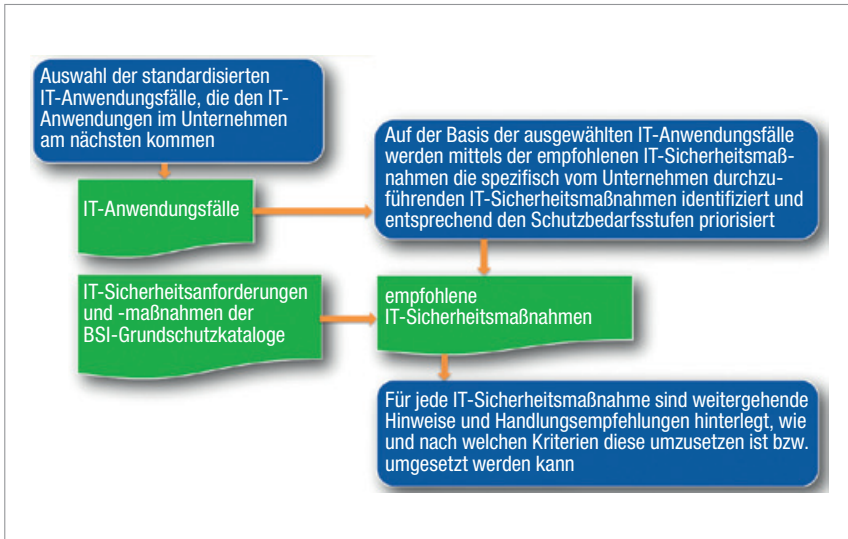 Auswahl der standardisierten
IT-Anwendungsfälle, die den IT-
Anwendungen im Unternehmen
am nächsten kommen
IT-Anwendungsfälle
Auf der Basis der ausgewählten IT-Anwendungsfälle
werden mittels der empfohlenen IT-Sicherheitsmaß-
nahmen die spezifisch vom Unternehmen durchzu-
führenden IT-Sicherheitsmaßnahmen identifiziert und
entsprechend den Schutzbedarfsstufen priorisiert
IT-Sicherheitsanforderungen
und -maßnahmen der
BSI-Grundschutzkataloge
empfohlene
IT-Sicherheitsmaßnahmen
Für jede IT-Sicherheitsmaßnahme sind weitergehende
Hinweise und Handlungsempfehlungen hinterlegt, wie
und nach welchen Kriterien diese umzusetzen ist bzw.
umgesetzt werden kann